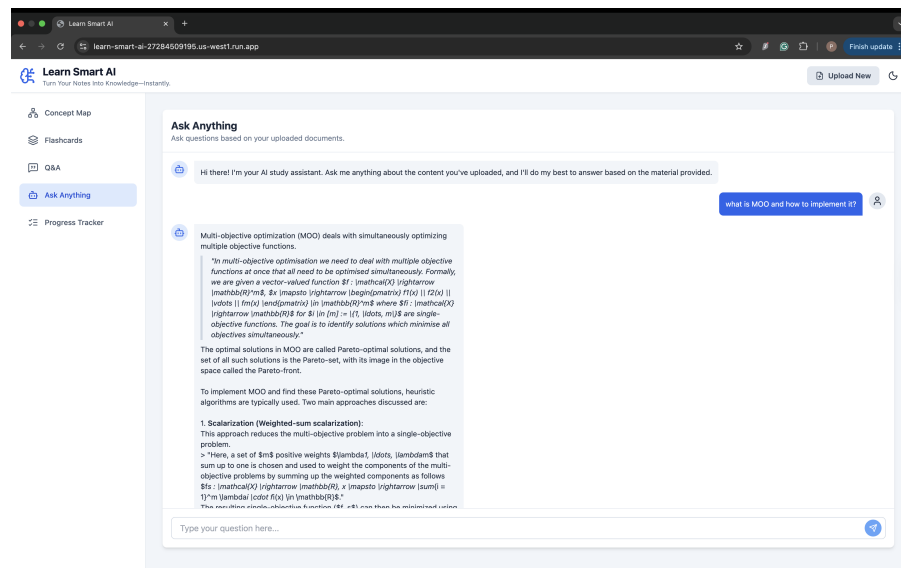 Learn Smart AI
learn-smart-ai-27284509195.us-west1.run.app
Finish update
Learn Smart AI
Turn Your Notes Into Knowledge—Instantly.
Upload New
Concept Map
Flashcards
Q&A
Ask Anything
Progress Tracker
Ask Anything
Ask questions based on your uploaded documents.
Hi there! I'm your AI study assistant. Ask me anything about the content you've uploaded, and I'll do my best to answer based on the material provided.
what is MOO and how to implement it?
Multi-objective optimization (MOO) deals with simultaneously optimizing
multiple objective functions.
"In multi-objective optimisation we need to deal with multiple objective
functions at once that all need to be optimised simultaneously. Formally,
we are given a vector-valued function $f : \mathcal{X} \rightarrow
\mathbb{R}^m$, $x \mapsto \rightarrow \begin{pmatrix} f1(x) || f2(x) ||
\vdots || fm(x) \end{pmatrix} \in \mathbb{R}^m$ where $fi : \mathcal{X}
\rightarrow \mathbb{R}$ for $i \in [m] := \{1, \ldots, m\}$ are single-
objective functions. The goal is to identify solutions which minimise all
objectives simultaneously."
The optimal solutions in MOO are called Pareto-optimal solutions, and the
set of all such solutions is the Pareto-set, with its image in the objective
space called the Pareto-front.
To implement MOO and find these Pareto-optimal solutions, heuristic
algorithms are typically used. Two main approaches discussed are:
1. Scalarization (Weighted-sum scalarization):
This approach reduces the multi-objective problem into a single-objective
problem.
> "Here, a set of $m$ positive weights $\lambda1, \ldots, \lambdam$ that
sum up to one is chosen and used to weight the components of the multi-
objective problems by summing up the weighted components as follows
$fs : \mathcal{X} \rightarrow \mathbb{R}, x \mapsto \rightarrow \sum{i =
1}^m \lambdai \cdot fi(x) \in \mathbb{R}$."
The resulting single-objective function ($f_s$) can then be minimized using
Type your question here...